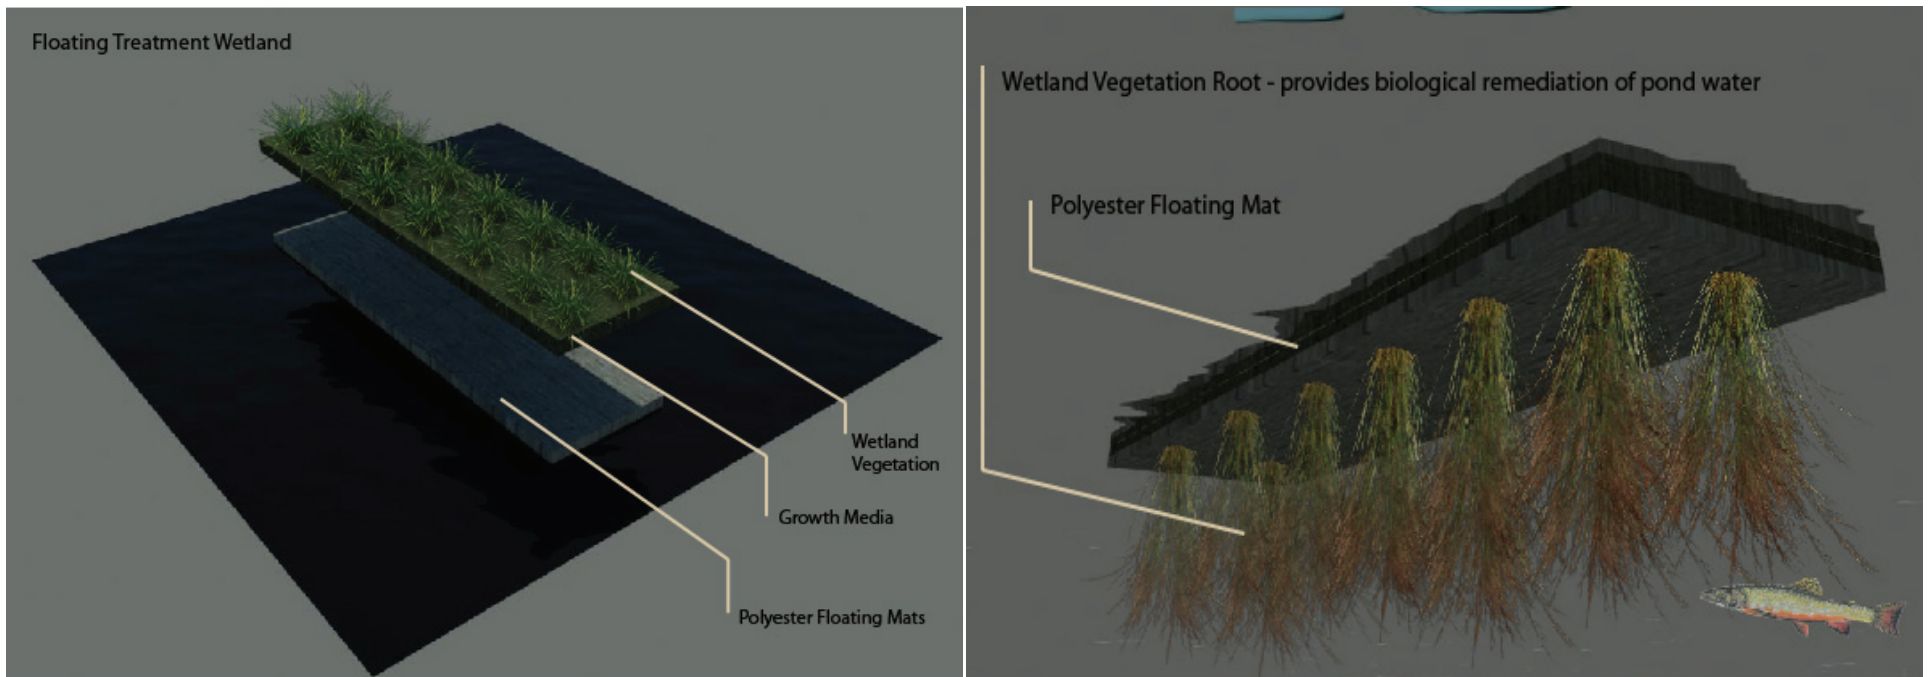 Floating Treatment Wetland
Wetland
Vegetation
Growth Media
Polyester Floating Mats
Wetland Vegetation Root - provides biological remediation of pond water
Polyester Floating Mat